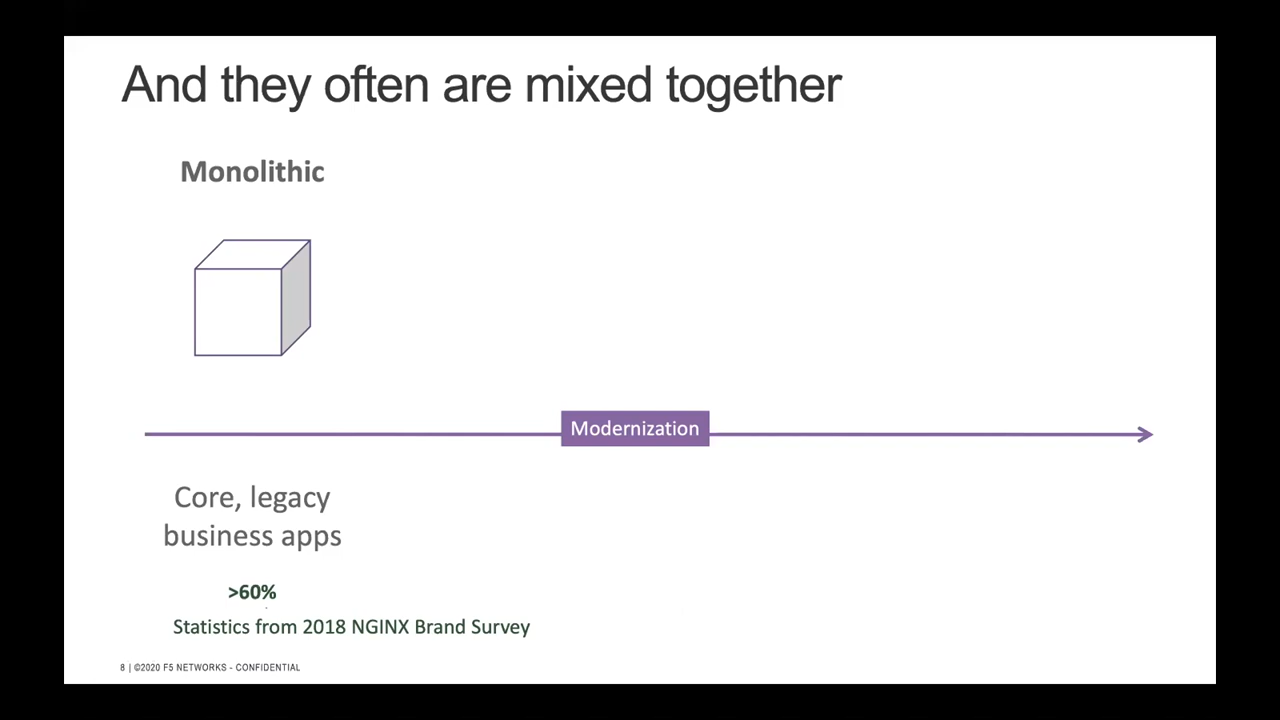 And they often are mixed together
Monolithic
Modernization
Core, legacy
business apps
>60%
Statistics from 2018 NGINX Brand Survey
8 | ©2020 F5 NETWORKS - CONFIDENTIAL